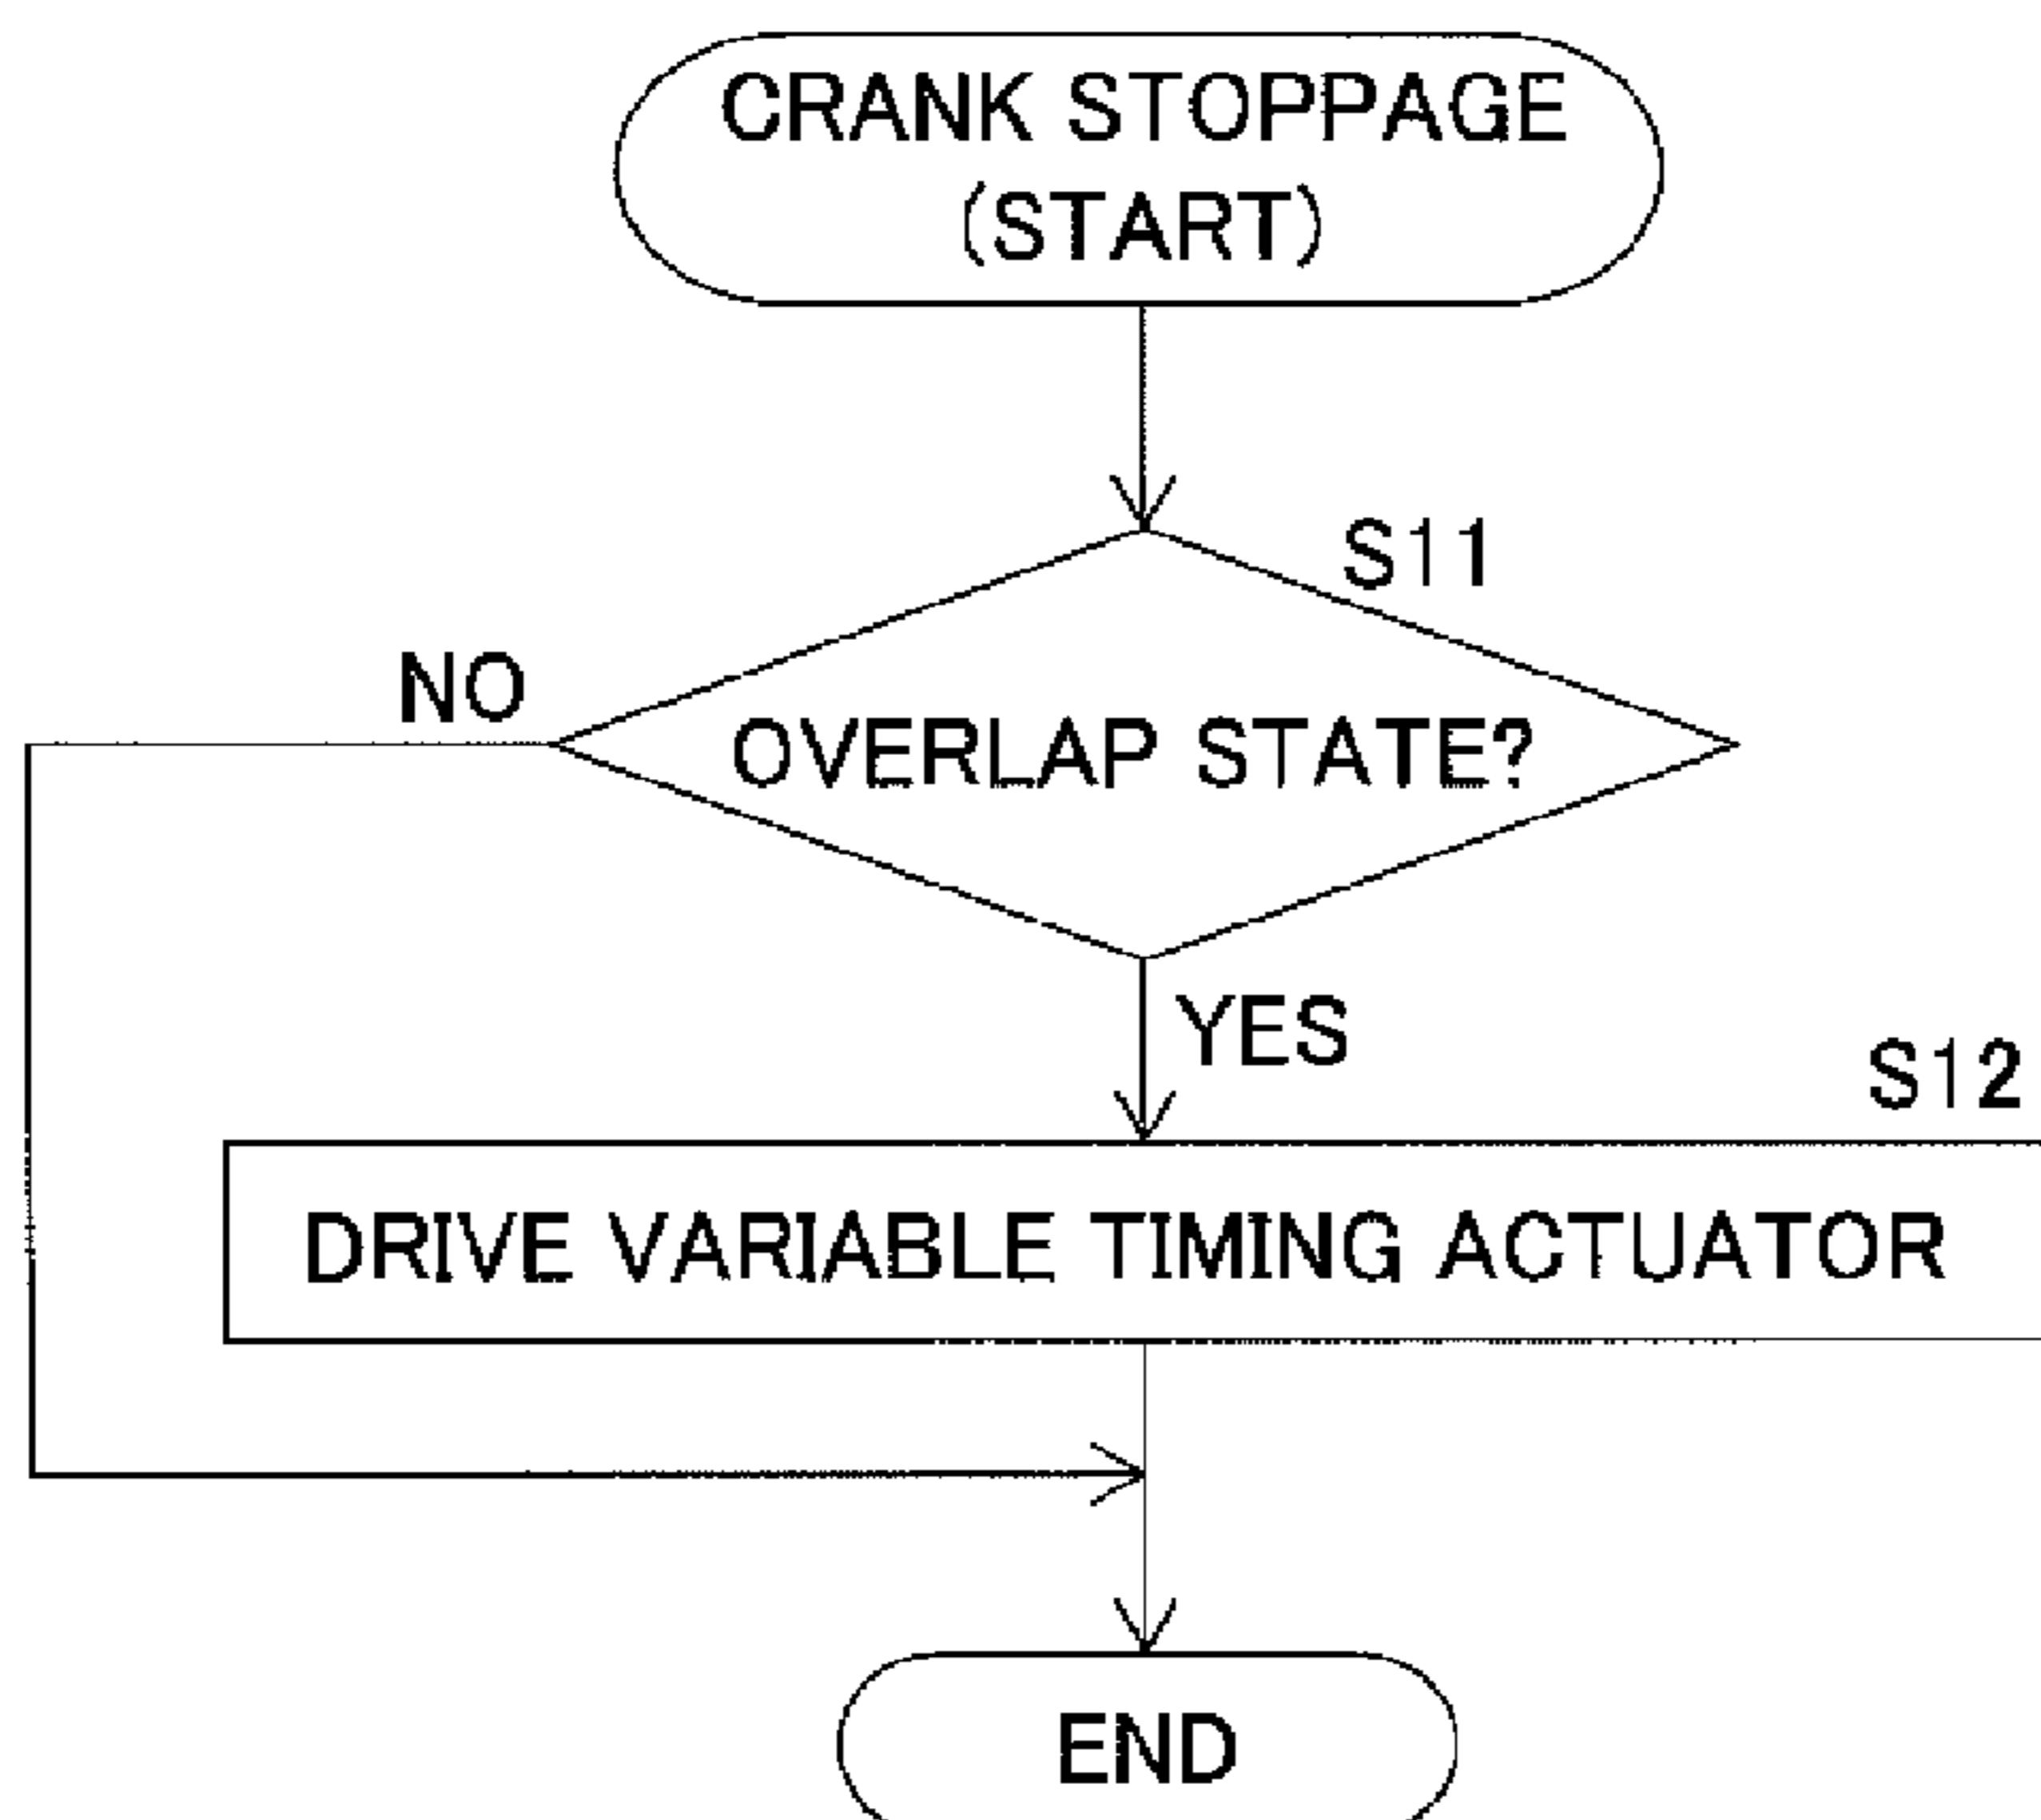 CRANK STOPPAGE
(START)
S11
NO
OVERLAP STATE?
YES
S12
DRIVE VARIABLE TIMING ACTUATOR
END